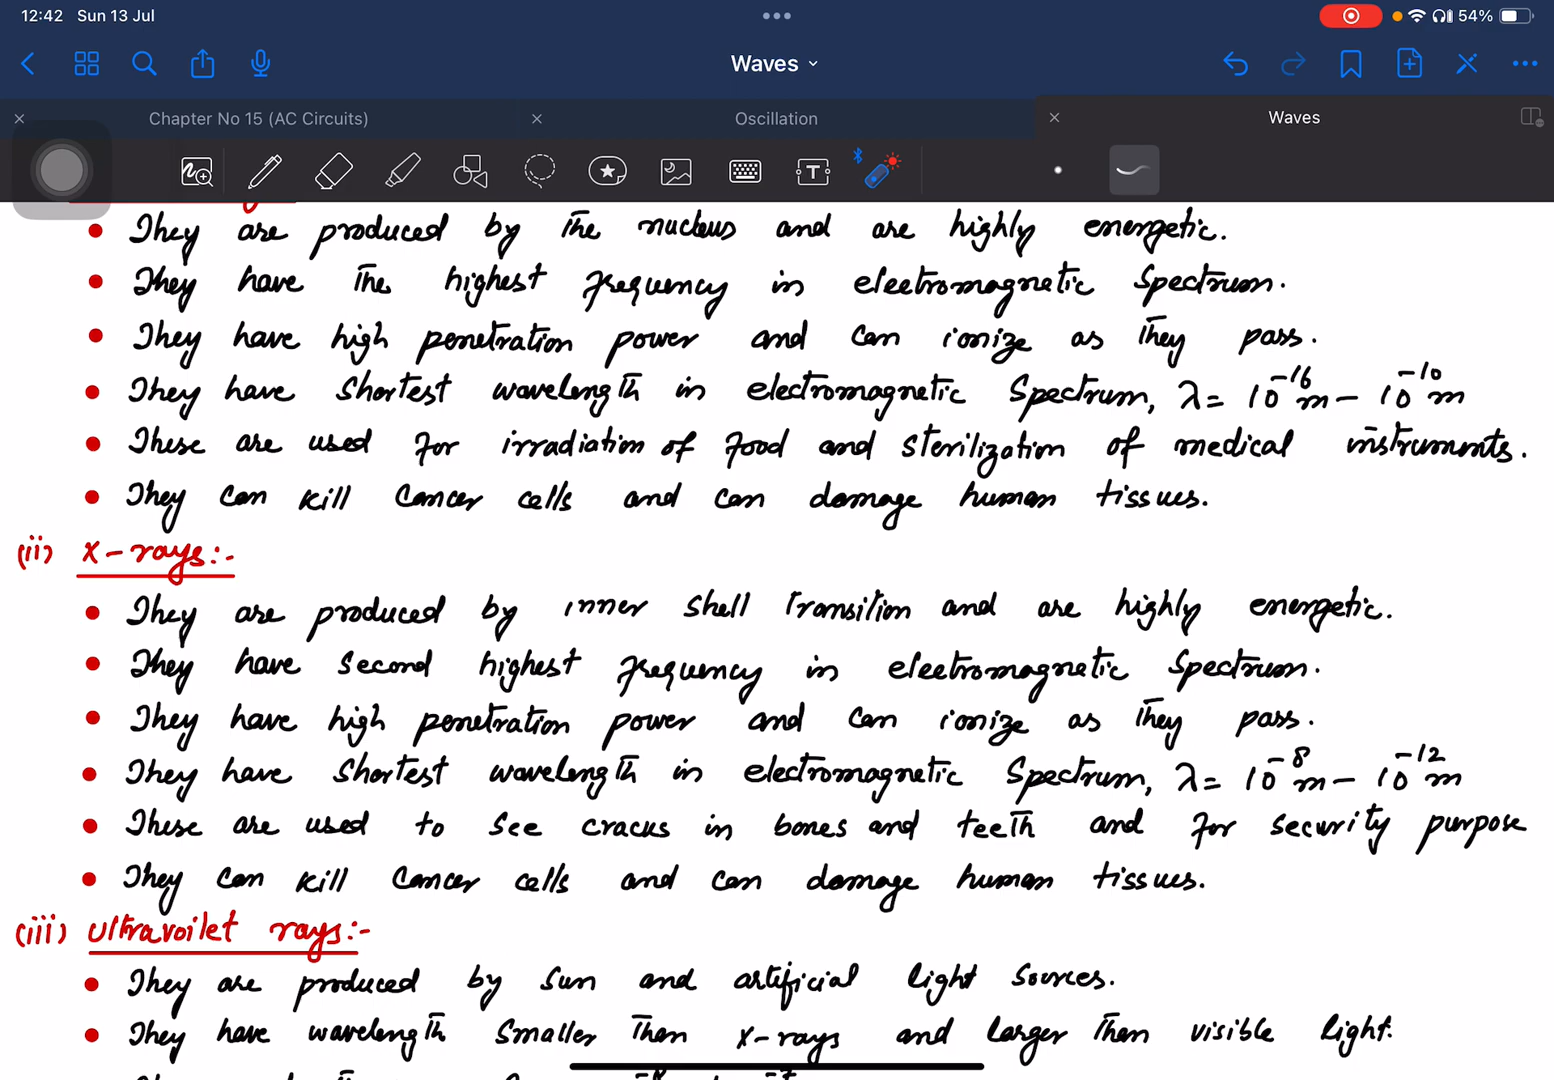 12:42 Sun 13 Jul
54%
Waves
Chapter No 15 (AC Circuits)
Oscillation
Waves
They are produced by the nucleus and are highly energetic.
They have the highest frequency in electromagnetic Spectrum.
They have high penetration power and can ionize as they pass.
They have shortest wavelength in electromagnetic Spectrum, λ = 10⁻¹⁶m – 10⁻¹⁰m
These are used for irradiation of food and sterilization of medical instruments.
They can kill cancer cells and can damage human tissues.
(ii) X-rays:-
They are produced by inner shell transition and are highly energetic.
They have second highest frequency in electromagnetic Spectrum.
They have high penetration power and can ionize as they pass.
They have shortest wavelength in electromagnetic Spectrum, λ = 10⁻⁸m – 10⁻¹²m
These are used to see cracks in bones and teeth and for security purpose
They can kill cancer cells and can damage human tissues.
(iii) Ultravoilet rays:-
They are produced by sun and artificial light sources.
They have wavelength smaller than X-rays and larger than visible light.